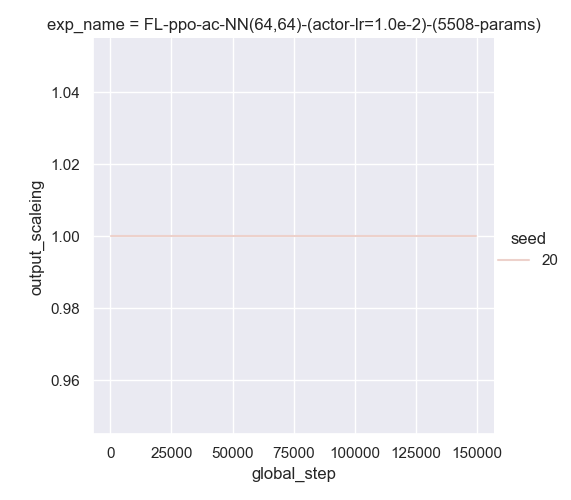 exp_name = FL-ppo-ac-NN(64,64)-(actor-lr=1.0e-2)-(5508-params)
1.04
1.02
1.00
0.98
0.96
output_scaleing
0 25000 50000 75000 100000 125000 150000
global_step
seed
20